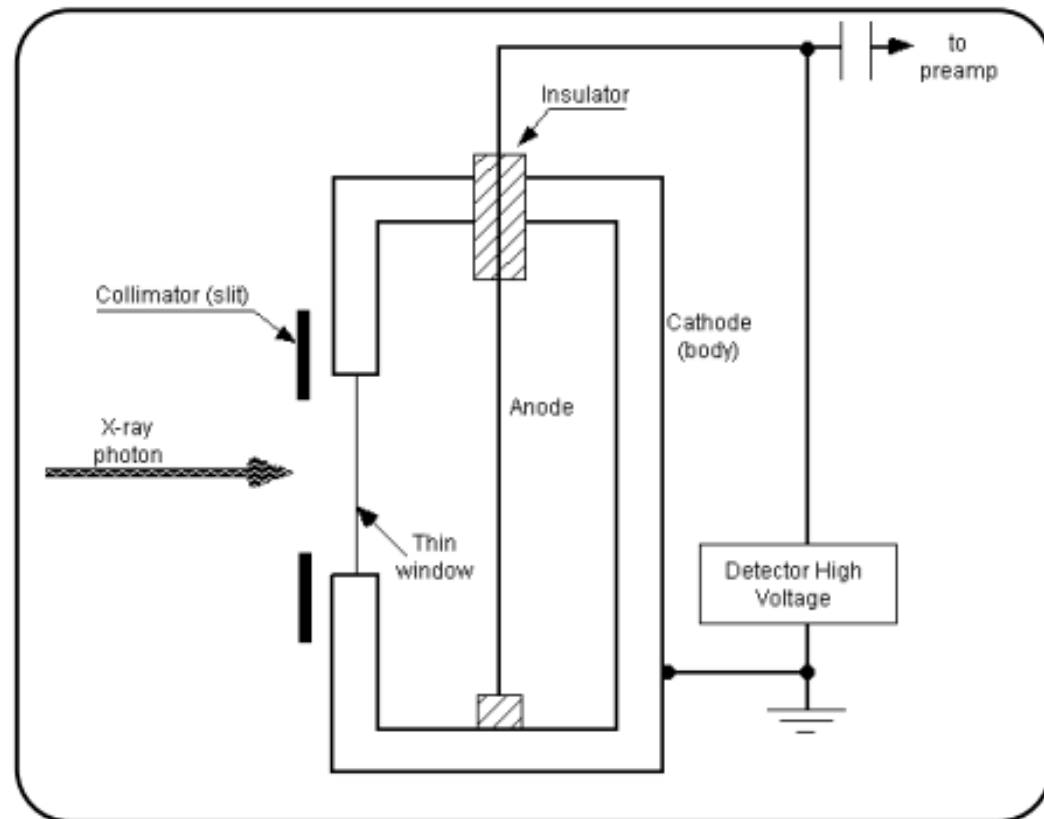 to
preamp
Insulator
Collimator (slit)
Cathode
(body)
Anode
X-ray
photon
Thin
window
Detector High
Voltage